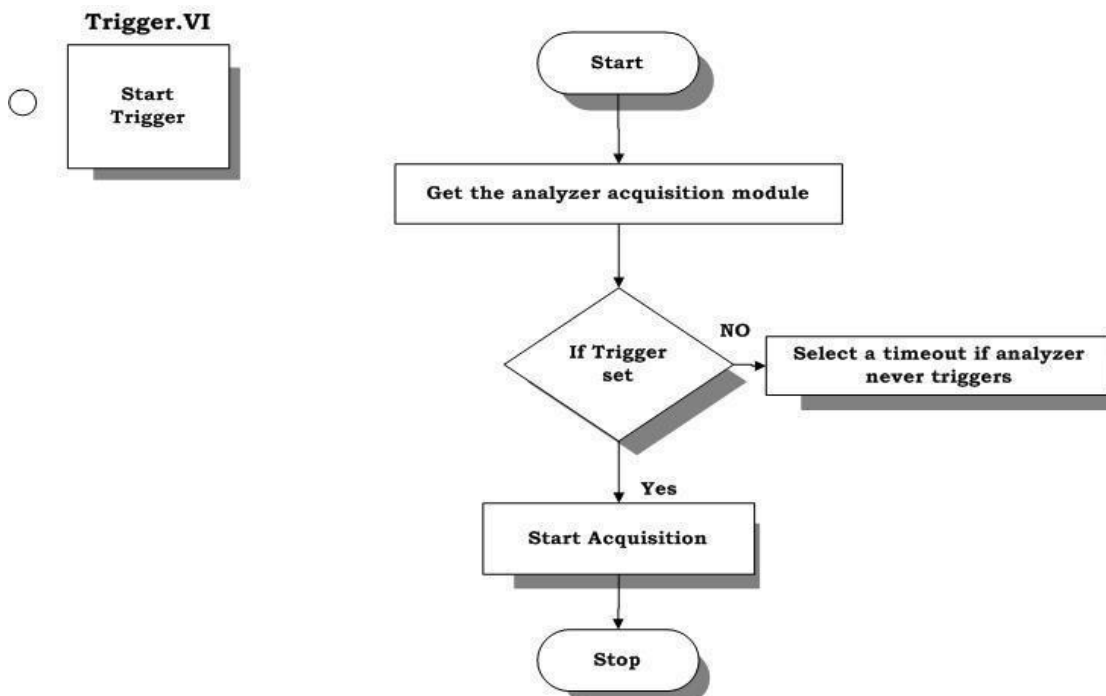 Trigger.VI
Start
Trigger
Start
Get the analyzer acquisition module
If Trigger
set
NO
Select a timeout if analyzer
never triggers
Yes
Start Acquisition
Stop